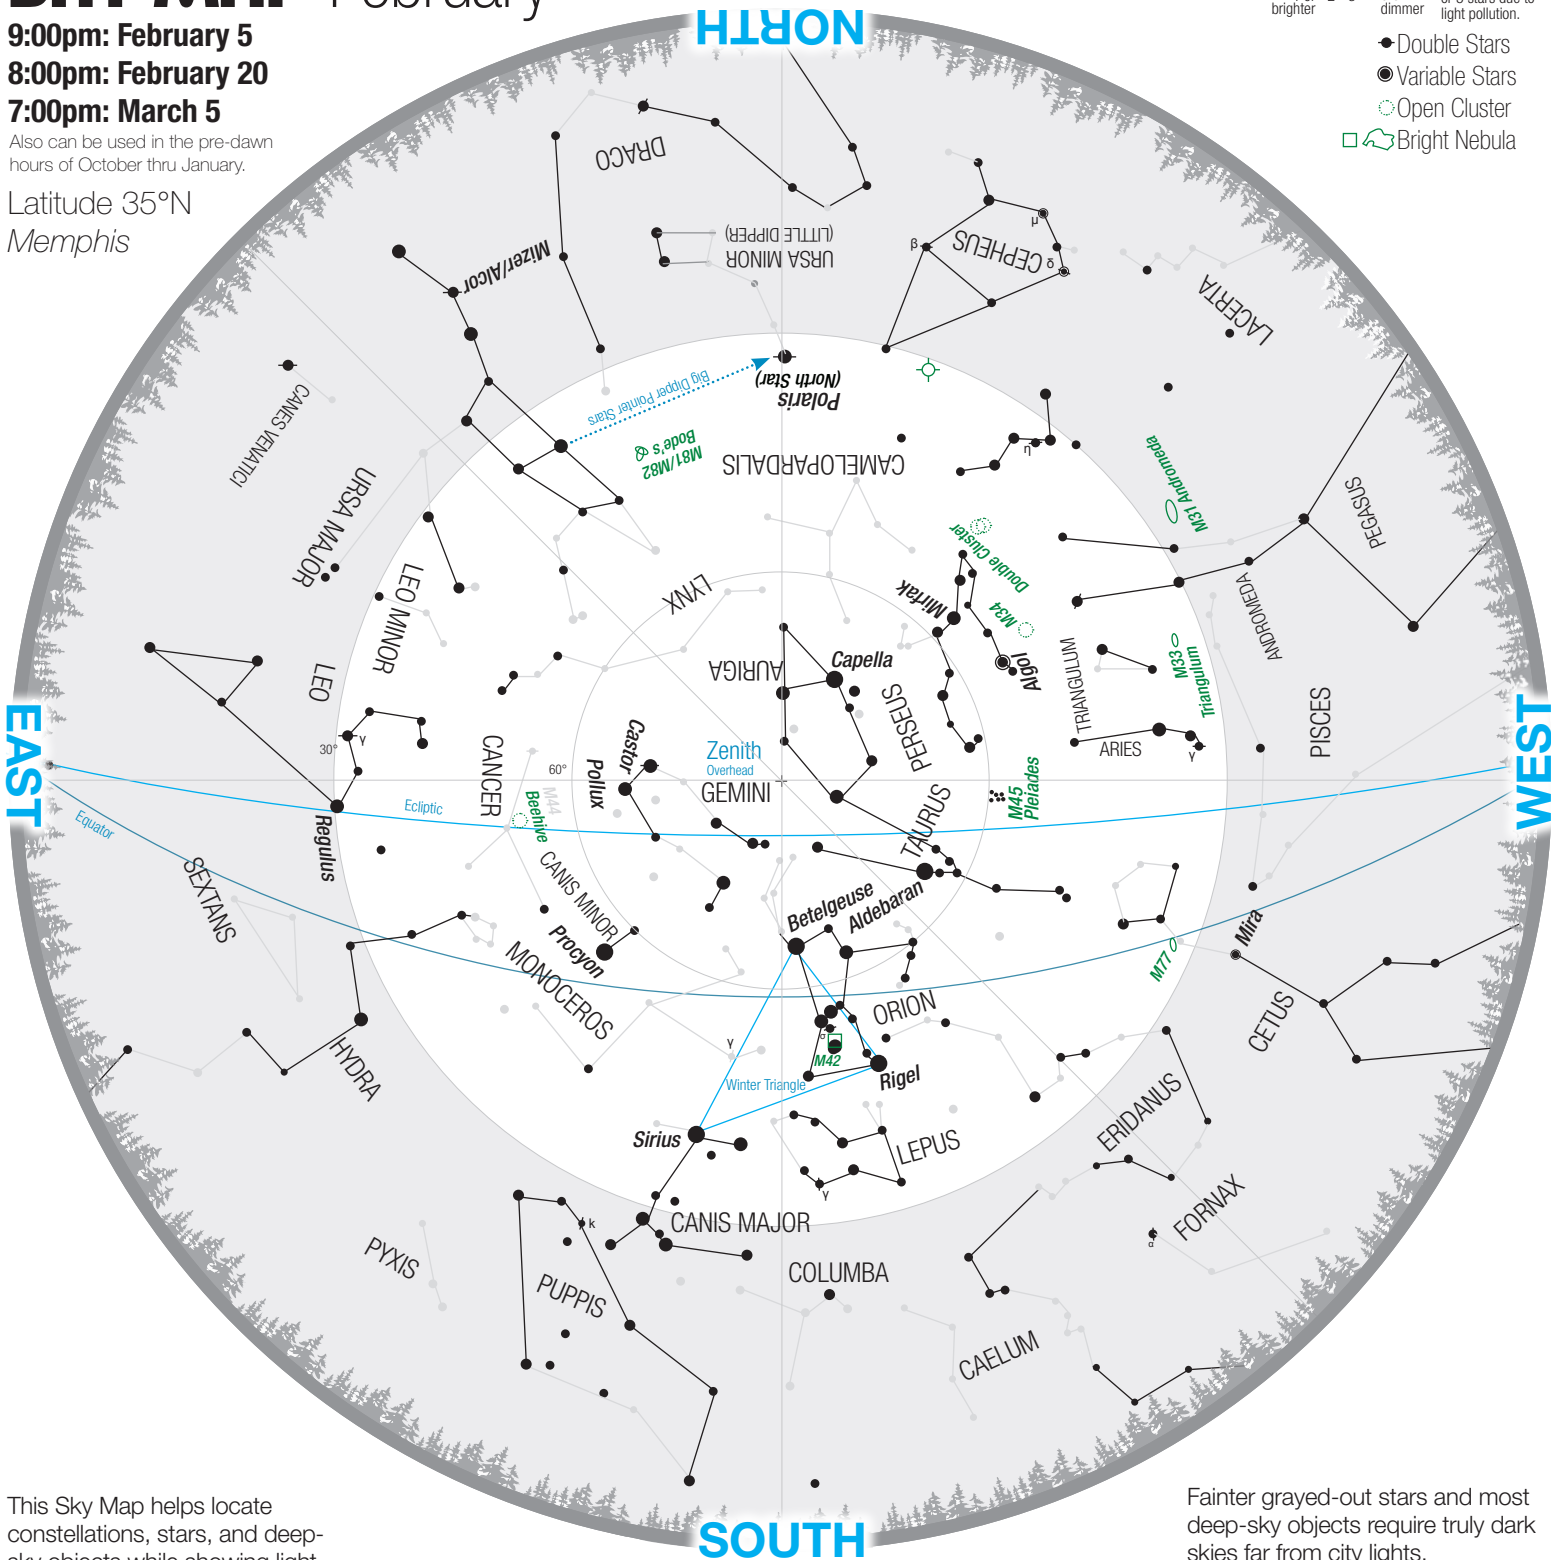 February
9:00pm: February 5
8:00pm: February 20
7:00pm: March 5
Also can be used in the pre-dawn
hours of October thru January.
Latitude 35°N
Memphis
brighter
dimmer
light pollution.
Double Stars
Variable Stars
Open Cluster
Bright Nebula
NORTH
DRACO
URSA MINOR
(LITTLE DIPPER)
μ
β
CEPHEUS
δ
LACERTA
Mizer/Alcor
Polaris
(North Star)
Big Dipper Pointer Stars
CANES VENATICI
M81/M82
Bode's
CAMELOPARDALIS
η
M31 Andromeda
PEGASUS
URSA MAJOR
LEO MINOR
LYNX
Double Cluster
Mirfak
M34
ANDROMEDA
LEO
AURIGA
Capella
Algol
PERSEUS
TRIANGULUM
M33
Triangulum
PISCES
EAST
30°
γ
CANCER
60°
Castor
Pollux
Zenith
Overhead
GEMINI
ARIES
γ
WEST
M44
Beehive
M45
Pleiades
TAURUS
Ecliptic
Equator
Regulus
SEXTANS
CANIS MINOR
Procyon
Betelgeuse
Aldebaran
Mira
M77
MONOCEROS
ORION
CETUS
HYDRA
γ
σ
M42
Rigel
Winter Triangle
Sirius
LEPUS
γ
ERIDANUS
FORNAX
α
CANIS MAJOR
k
PYXIS
PUPPIS
COLUMBA
CAELUM
SOUTH
This Sky Map helps locate
constellations, stars, and deep-
sky objects while showing light
Fainter grayed-out stars and most
deep-sky objects require truly dark
skies far from city lights.